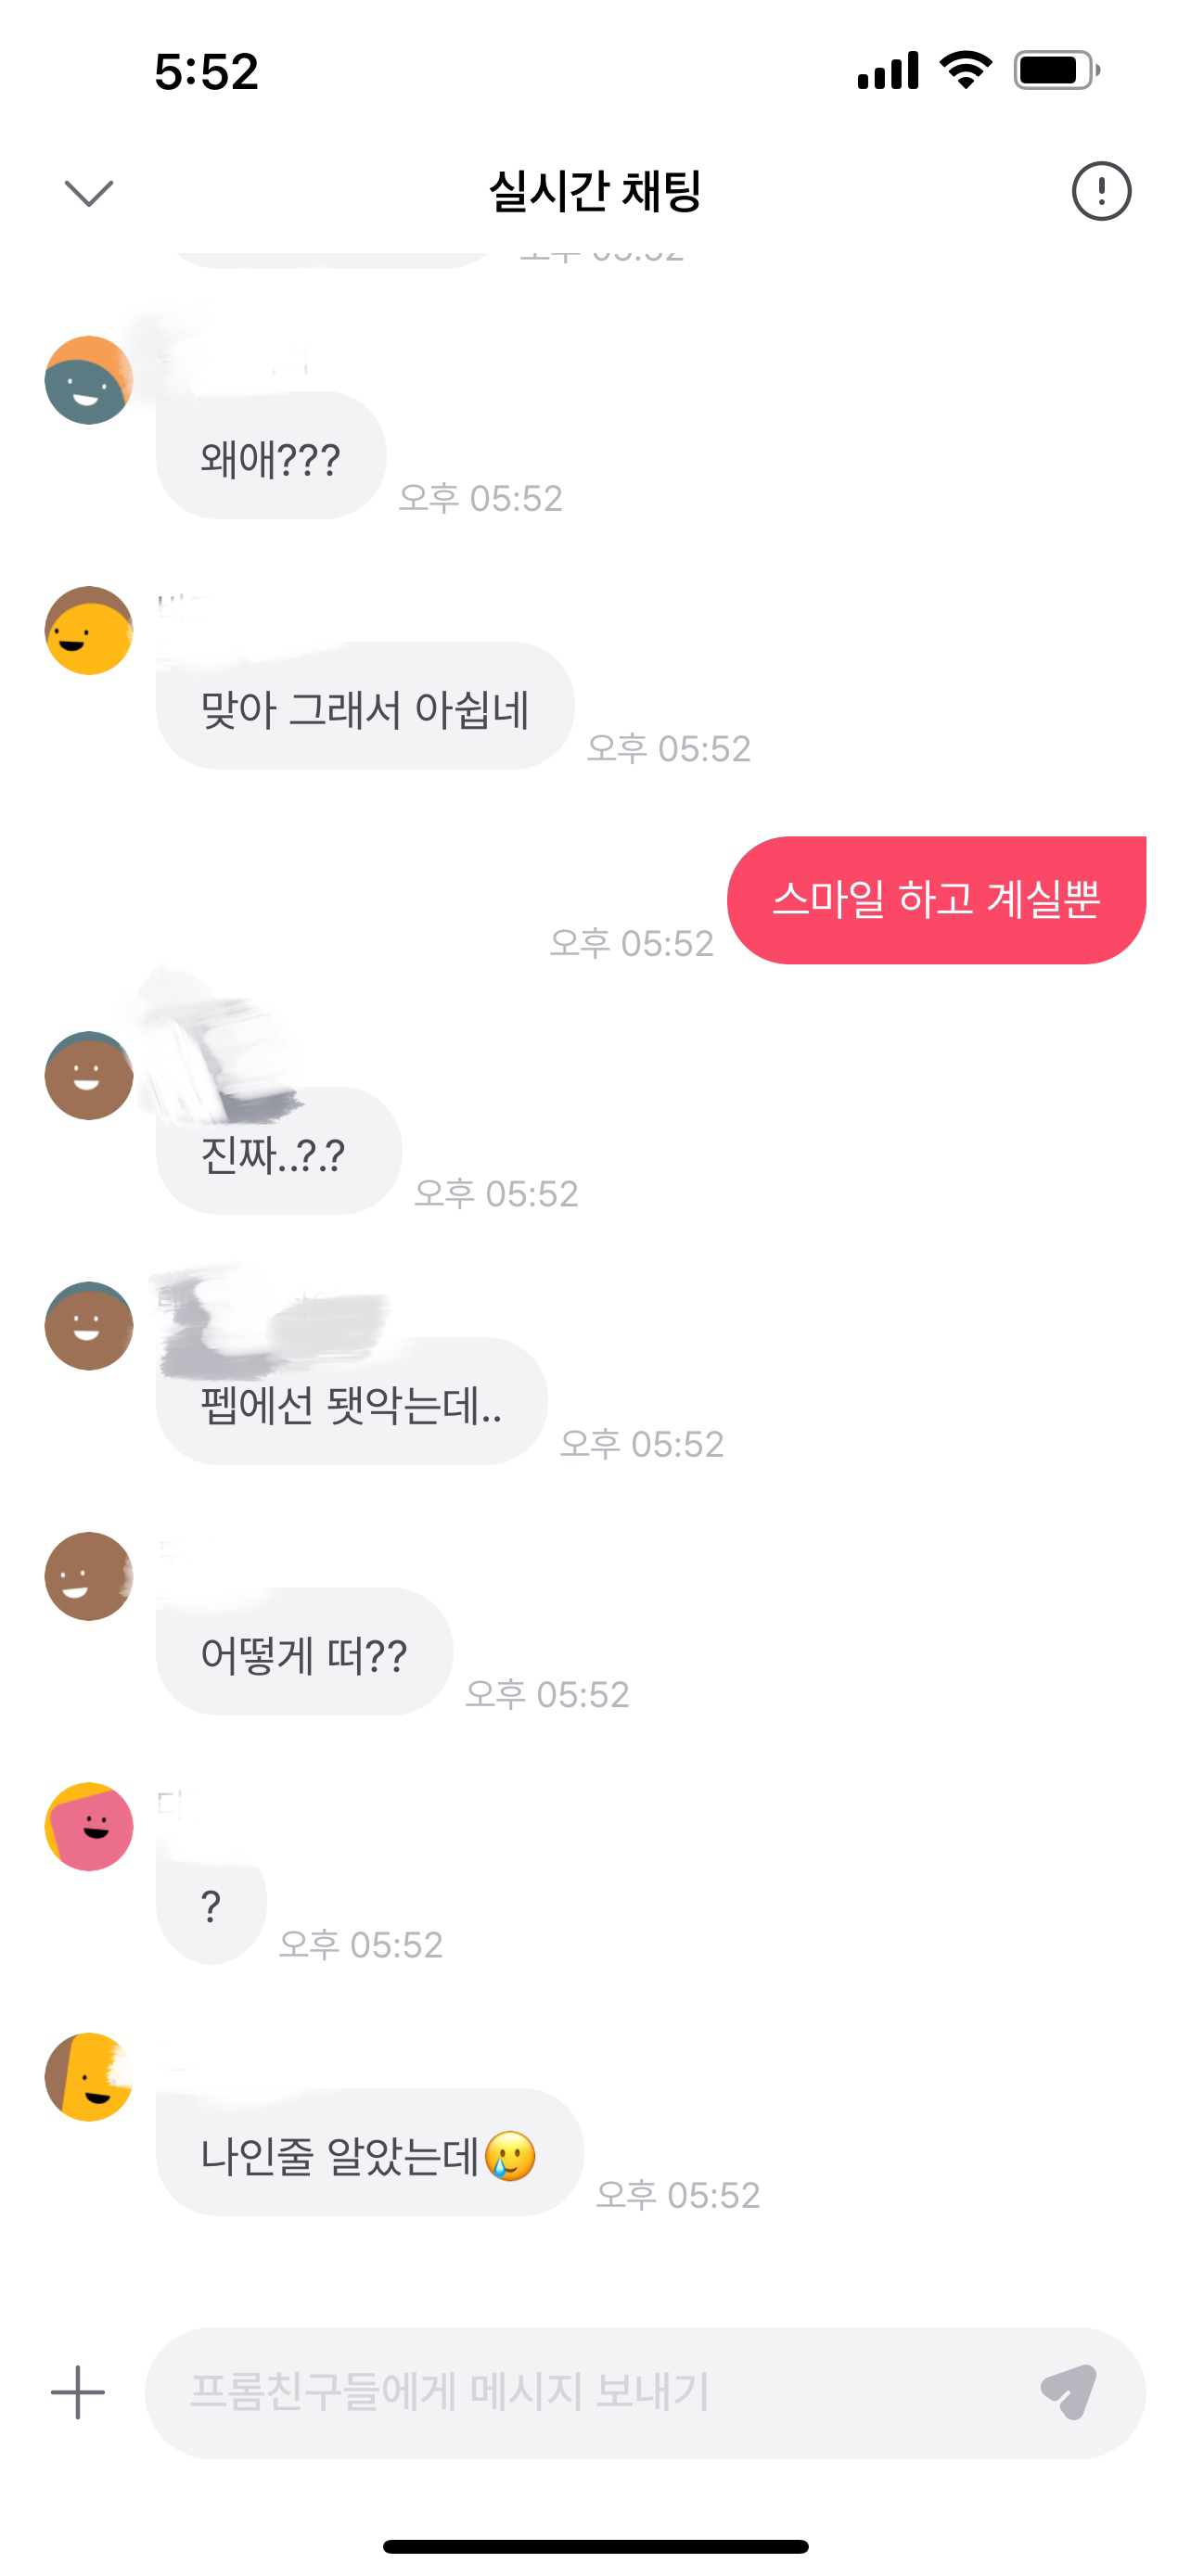 5:52
실시간 채팅
왜애???
오후 05:52
맞아 그래서 아쉽네
오후 05:52
스마일 하고 계실뿐
오후 05:52
진짜..?.?
오후 05:52
펩에선 됏악는데..
오후 05:52
어떻게 떠??
오후 05:52
?
오후 05:52
나인줄 알았는데🥲
오후 05:52
프롬친구들에게 메시지 보내기